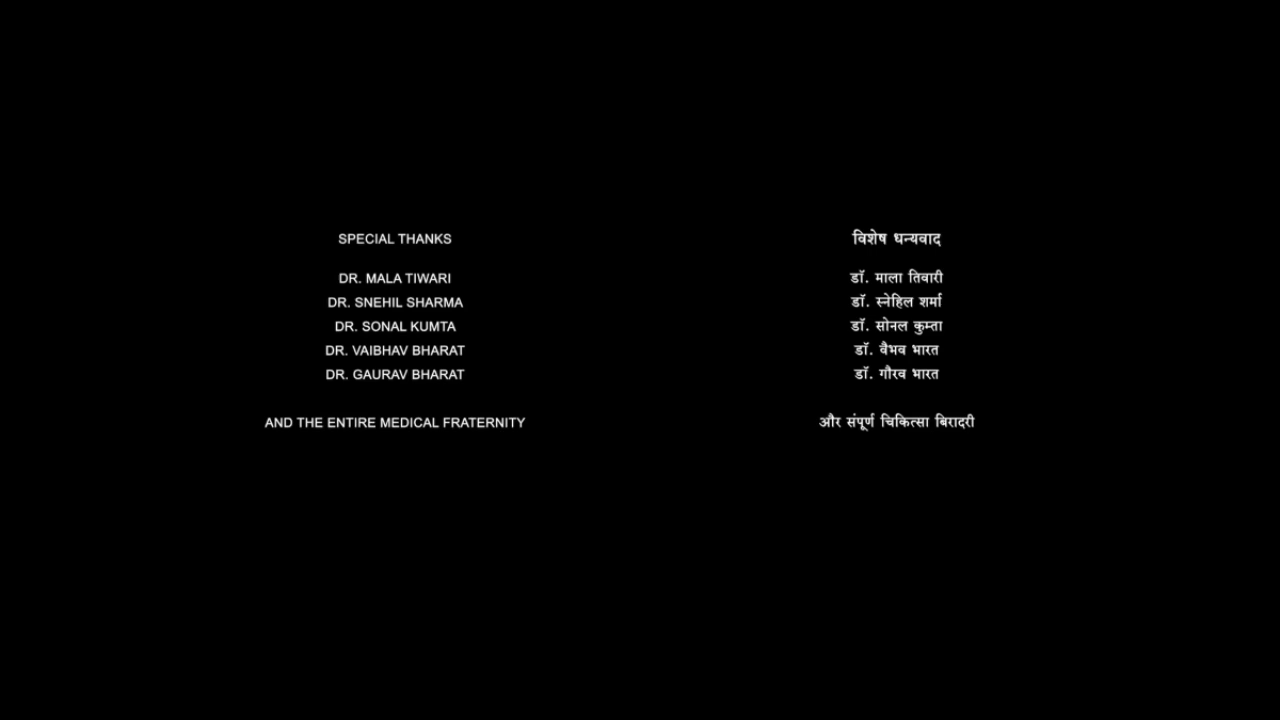 SPECIAL THANKS
DR. MALA TIWARI
DR. SNEHIL SHARMA
DR. SONAL KUMTA
DR. VAIBHAV BHARAT
DR. GAURAV BHARAT
AND THE ENTIRE MEDICAL FRATERNITY
विशेष धन्यवाद
डॉ. माला तिवारी
डॉ. स्नेहिल शर्मा
डॉ. सोनल कुम्ता
डॉ. वैभव भारत
डॉ. गौरव भारत
और संपूर्ण चिकित्सा बिरादरी